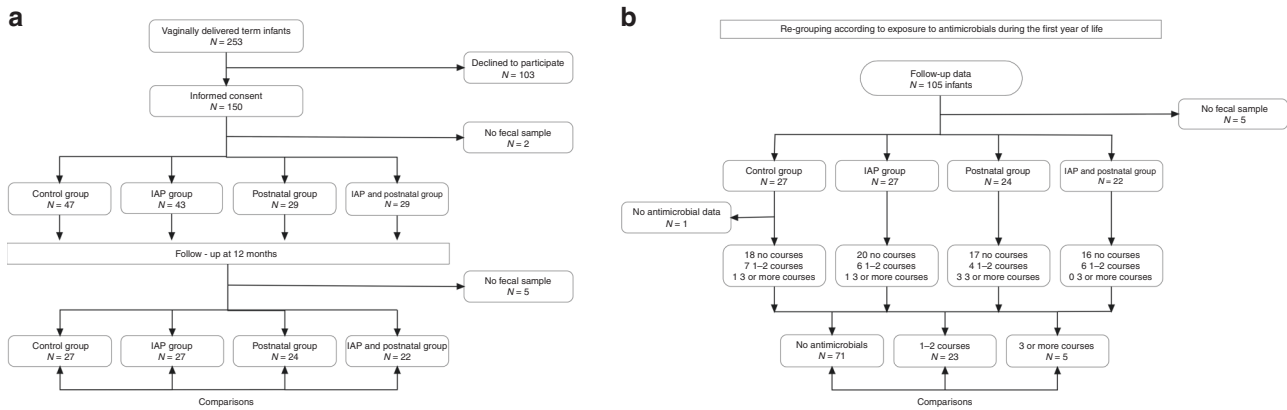 a
Vaginally delivered term infants
N = 253
Declined to participate
N = 103
Informed consent
N = 150
No fecal sample
N = 2
Control group
N = 47
IAP group
N = 43
Postnatal group
N = 29
IAP and postnatal group
N = 29
Follow - up at 12 months
No fecal sample
N = 5
Control group
N = 27
IAP group
N = 27
Postnatal group
N = 24
IAP and postnatal group
N = 22
Comparisons
b
Re-grouping according to exposure to antimicrobials during the first year of life
Follow-up data
N = 105 infants
No fecal sample
N = 5
Control group
N = 27
IAP group
N = 27
Postnatal group
N = 24
IAP and postnatal group
N = 22
No antimicrobial data
N = 1
18 no courses
7 1–2 courses
1 3 or more courses
20 no courses
6 1–2 courses
1 3 or more courses
17 no courses
4 1–2 courses
3 3 or more courses
16 no courses
6 1–2 courses
0 3 or more courses
No antimicrobials
N = 71
1–2 courses
N = 23
3 or more courses
N = 5
Comparisons